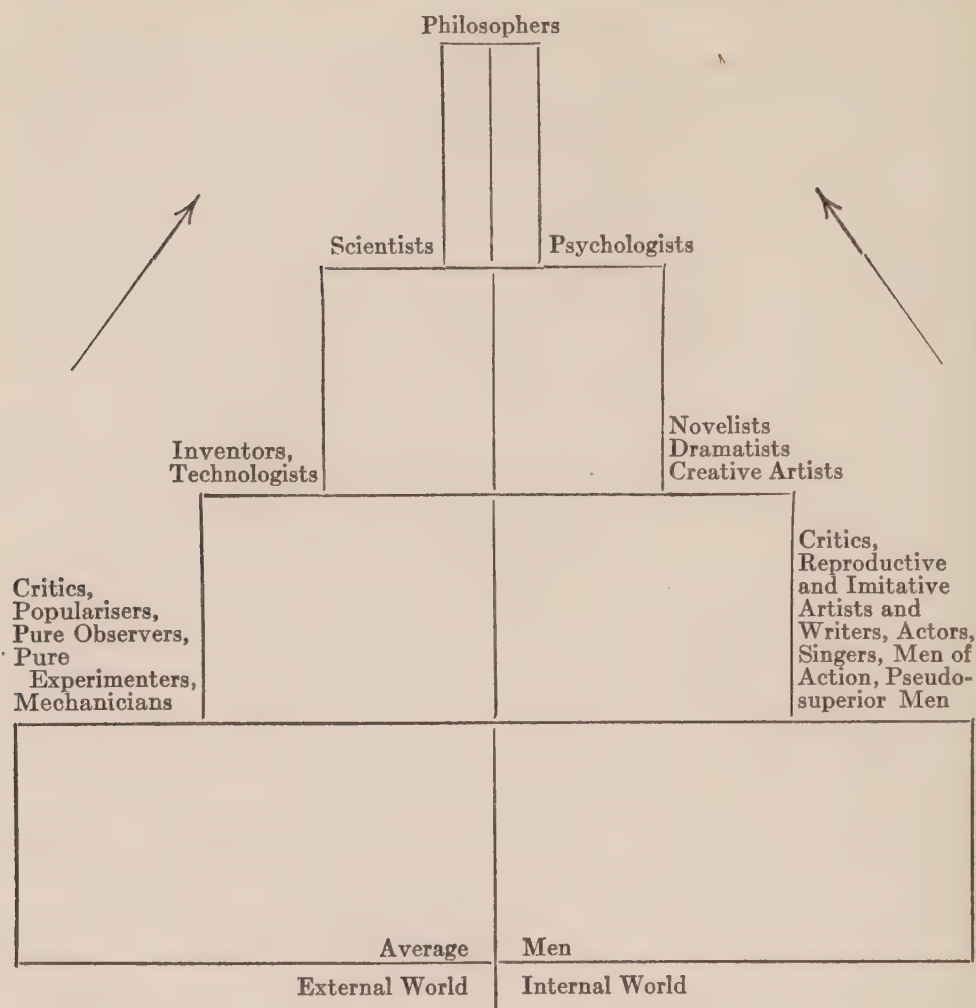 Philosophers
Scientists
Psychologists
Inventors,
Technologists
Novelists
Dramatists
Creative Artists
Critics,
Popularisers,
Pure Observers,
Pure
Experimenters,
Mechanicians
Critics,
Reproductive
and Imitative
Artists and
Writers, Actors,
Singers, Men of
Action, Pseudo-
superior Men
Average Men
External World
Internal World